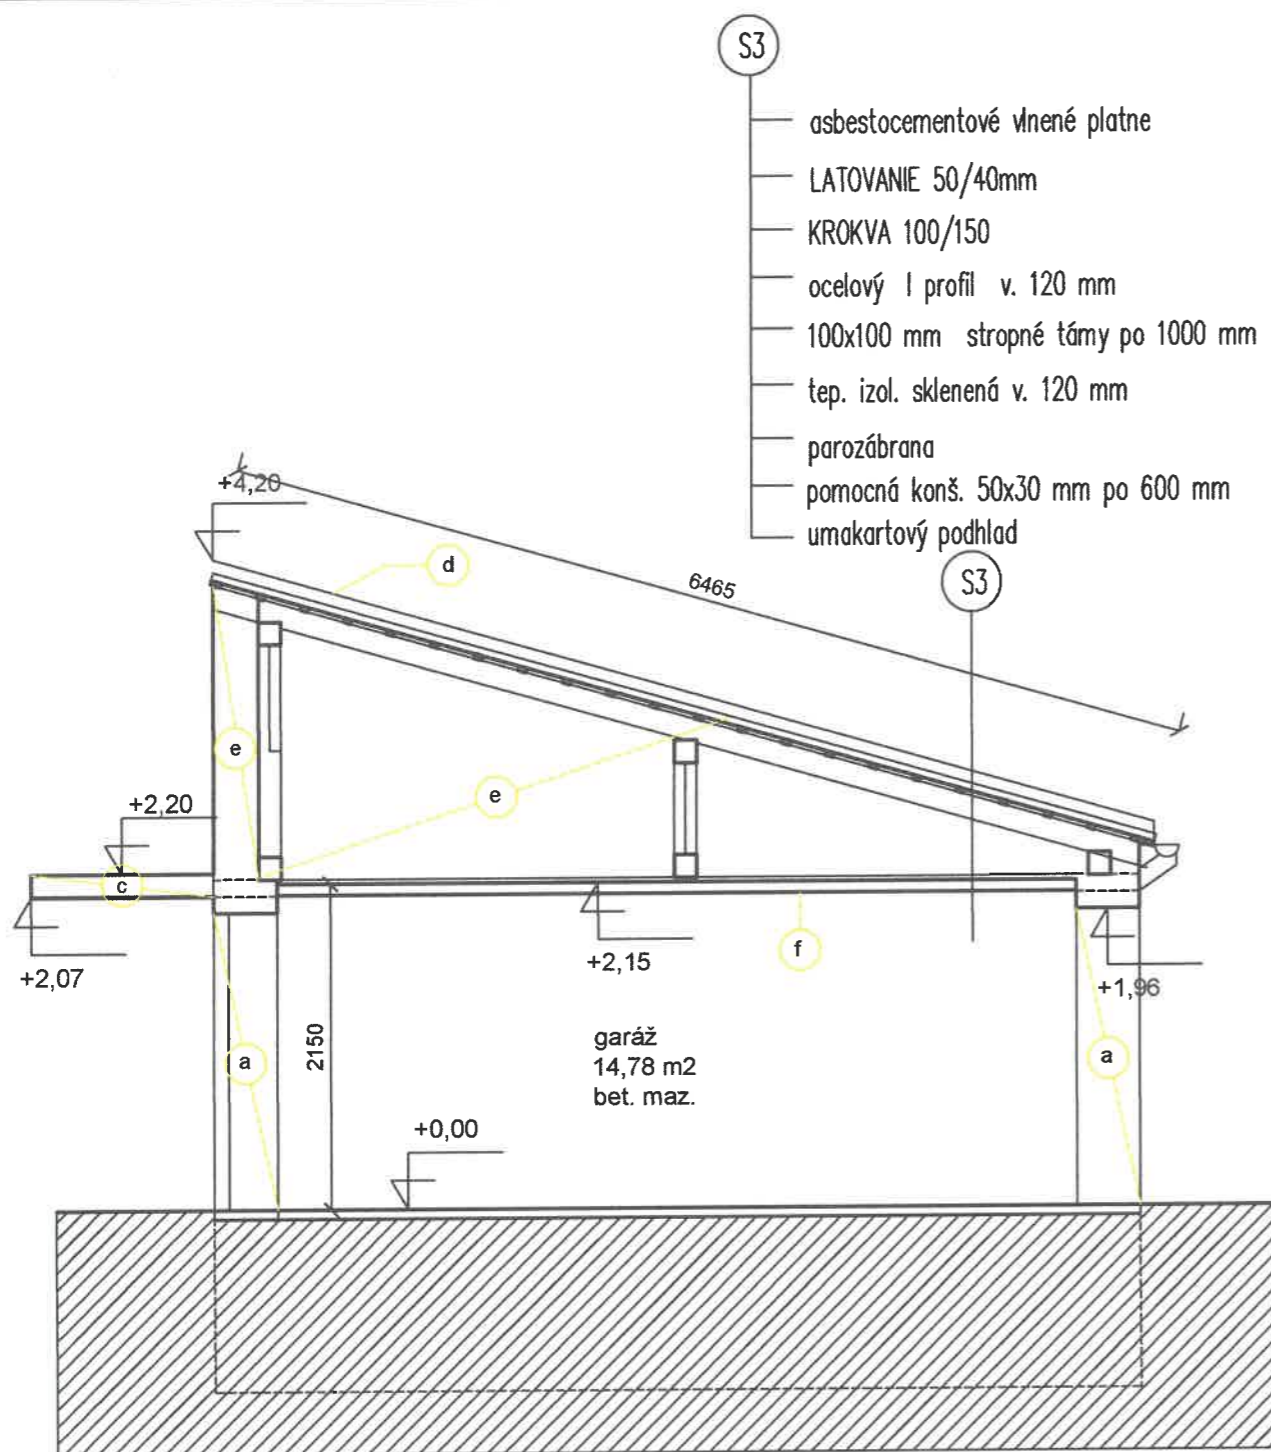 S3
asbestocementové vlnené platne
LATOVANIE 50/40mm
KROKVA 100/150
ocelový I profil v. 120 mm
100x100 mm stropné támy po 1000 mm
tep. izol. sklenená v. 120 mm
parozábrana
pomocná konš. 50x30 mm po 600 mm
umakartový podhlad
+4,20
d
6465
S3
e
e
+2,20
c
+2,07
+2,15
f
+1,96
2150
garáž
14,78 m2
bet. maz.
a
a
+0,00